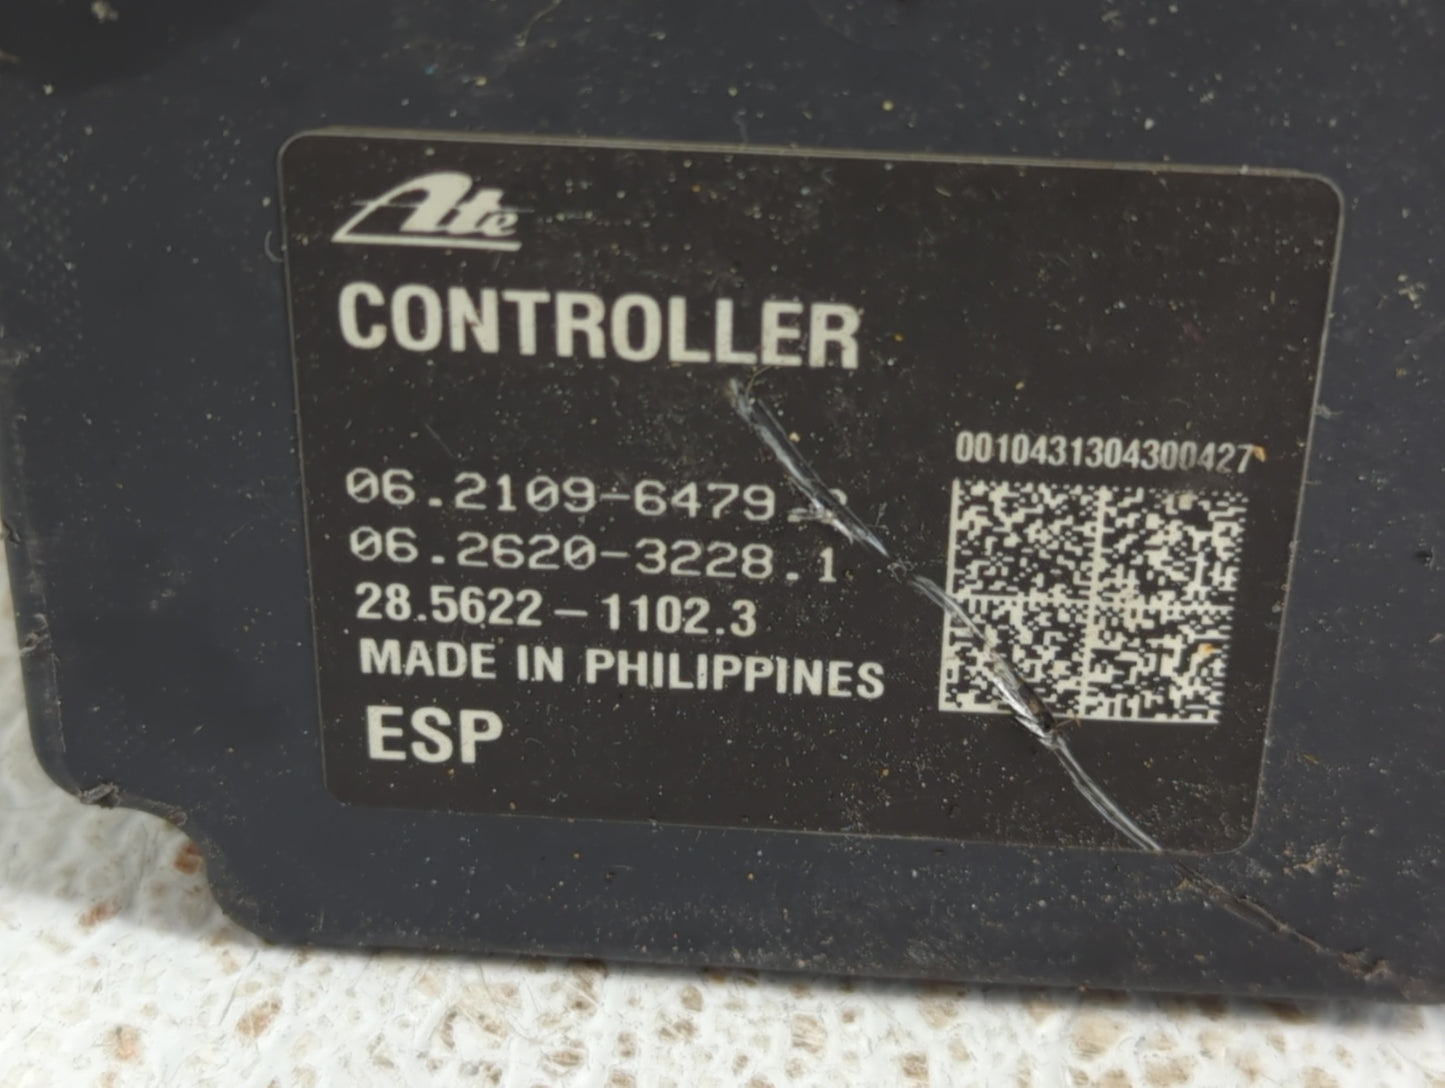 Ate
CONTROLLER
0010431304300427
06.2109-6479.
06.2620-3228.1
28.5622-1102.3
MADE IN PHILIPPINES
ESP